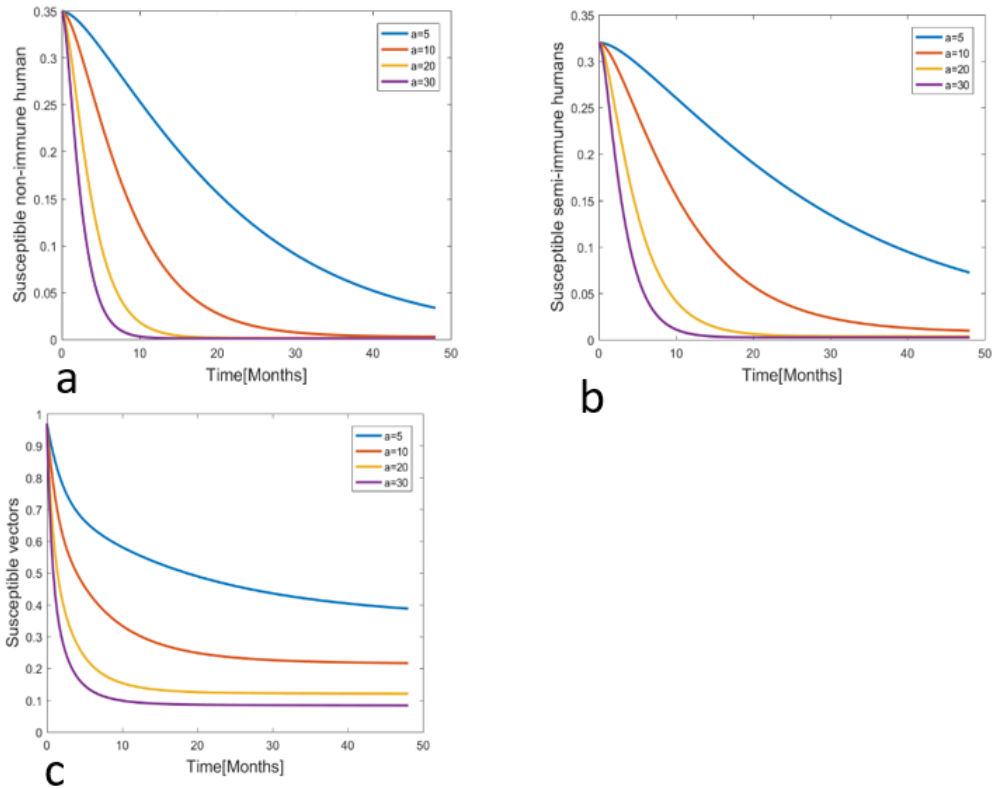 0.35
0.3
0.25
0.2
0.15
0.1
0.05
0
Susceptible non-immune human
a=5
a=10
a=20
a=30
0 10 20 30 40 50
Time[Months]
a
0.35
0.3
0.25
0.2
0.15
0.1
0.05
0
Susceptible semi-immune humans
a=5
a=10
a=20
a=30
0 10 20 30 40 50
Time[Months]
b
1
0.9
0.8
0.7
0.6
0.5
0.4
0.3
0.2
0.1
0
Susceptible vectors
a=5
a=10
a=20
a=30
0 10 20 30 40 50
Time[Months]
c